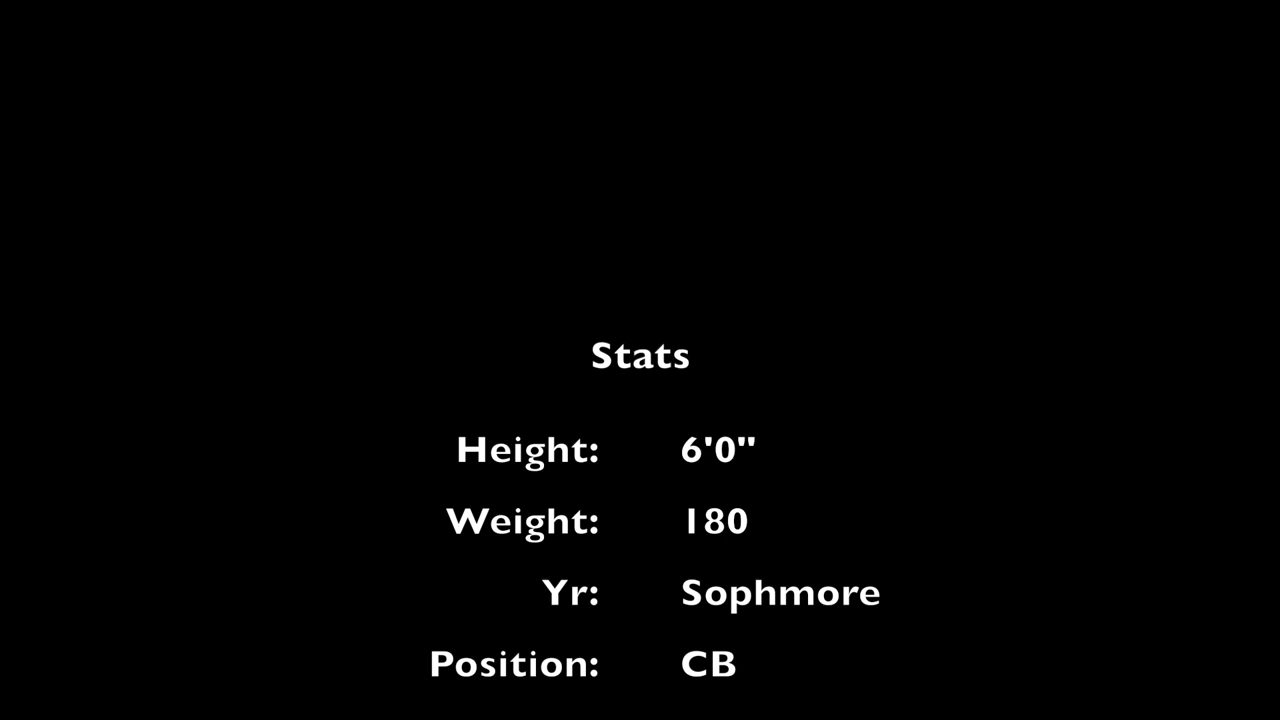 Stats
Height: 6'0"
Weight: 180
Yr: Sophmore
Position: CB